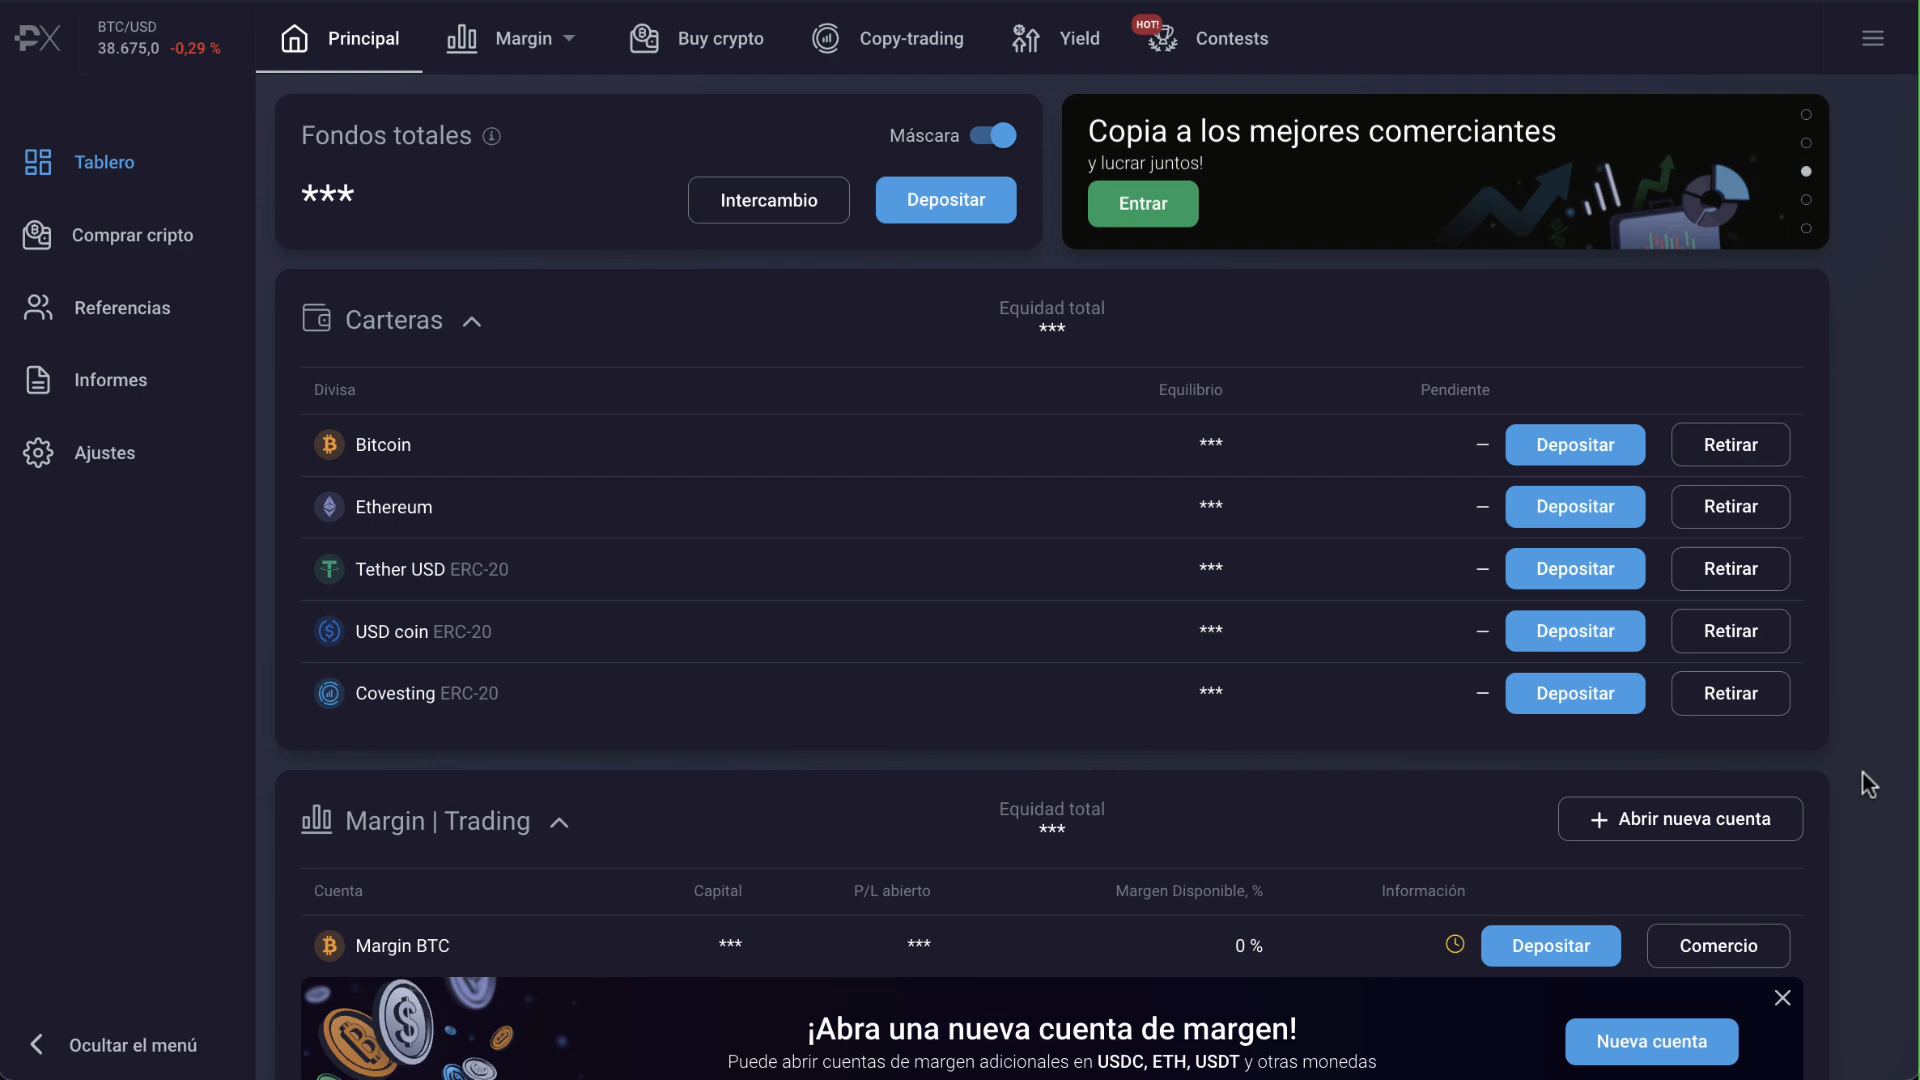 BTC/USD
38.675,0 -0,29 %
Principal
Margin
Buy crypto
Copy-trading
Yield
HOT!
Contests
Tablero
Comprar cripto
Referencias
Informes
Ajustes
Ocultar el menú
Fondos totales
Máscara
***
Intercambio
Depositar
Copia a los mejores comerciantes
y lucrar juntos!
Entrar
Carteras
Equidad total
***
Divisa Equilibrio Pendiente
Bitcoin *** – Depositar Retirar
Ethereum *** – Depositar Retirar
Tether USD ERC-20 *** – Depositar Retirar
USD coin ERC-20 *** – Depositar Retirar
Covesting ERC-20 *** – Depositar Retirar
Margin | Trading
Equidad total
***
+ Abrir nueva cuenta
Cuenta Capital P/L abierto Margen Disponible, % Información
Margin BTC *** *** 0 % Depositar Comercio
¡Abra una nueva cuenta de margen!
Puede abrir cuentas de margen adicionales en USDC, ETH, USDT y otras monedas
Nueva cuenta